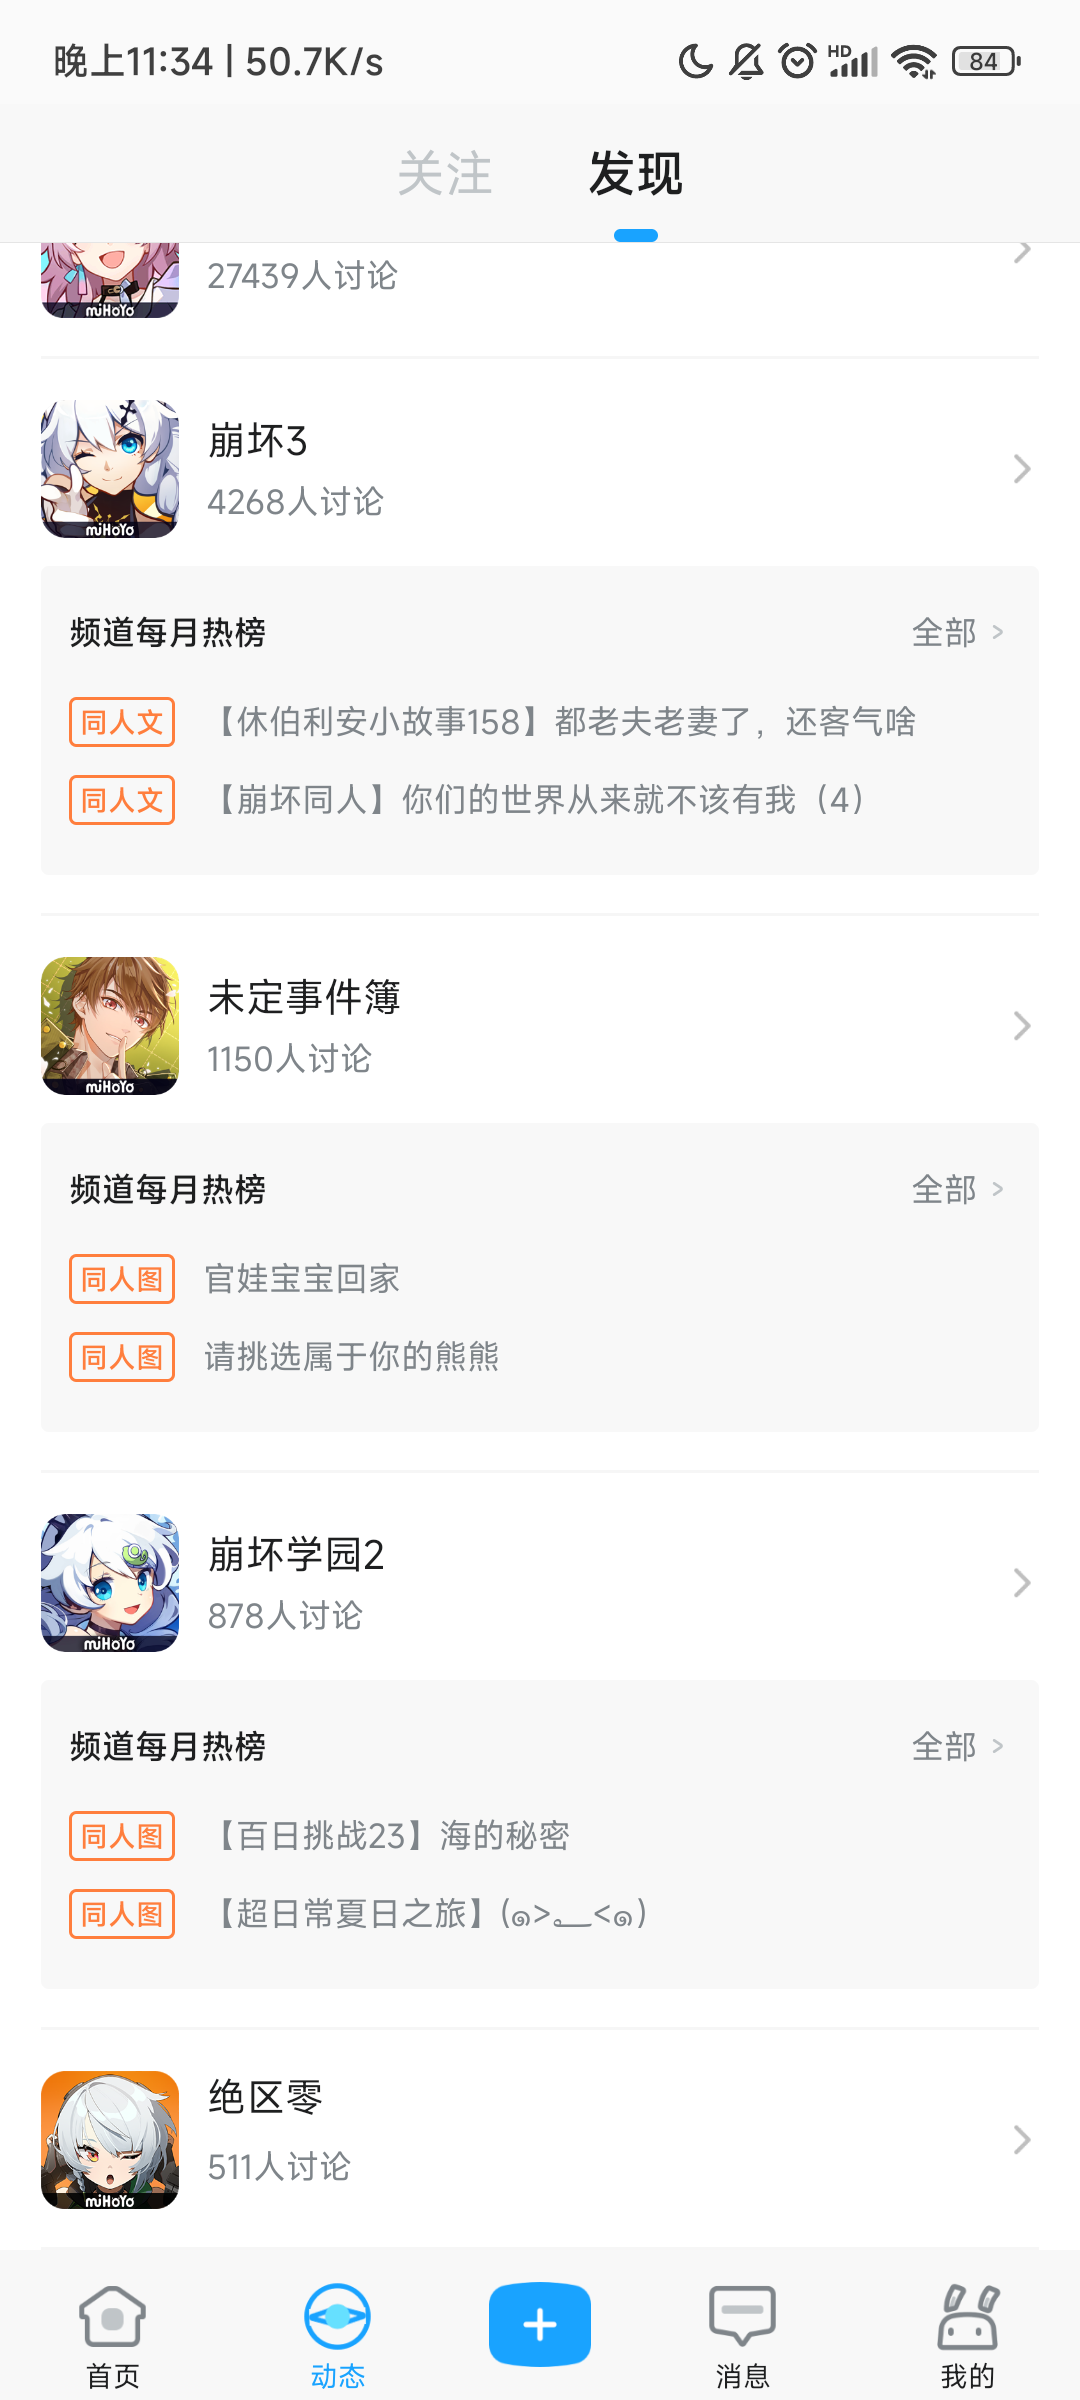 晚上11:34 | 50.7K/s
HD
84
关注
发现
27439人讨论
miHoYo
崩坏3
4268人讨论
miHoYo
频道每月热榜
全部 >
同人文 【休伯利安小故事158】都老夫老妻了，还客气啥
同人文 【崩坏同人】你们的世界从来就不该有我（4）
未定事件簿
1150人讨论
miHoYo
频道每月热榜
全部 >
同人图 官娃宝宝回家
同人图 请挑选属于你的熊熊
崩坏学园2
878人讨论
miHoYo
频道每月热榜
全部 >
同人图 【百日挑战23】海的秘密
同人图 【超日常夏日之旅】(๑>؂<๑）
绝区零
511人讨论
miHoYo
首页
动态
消息
我的